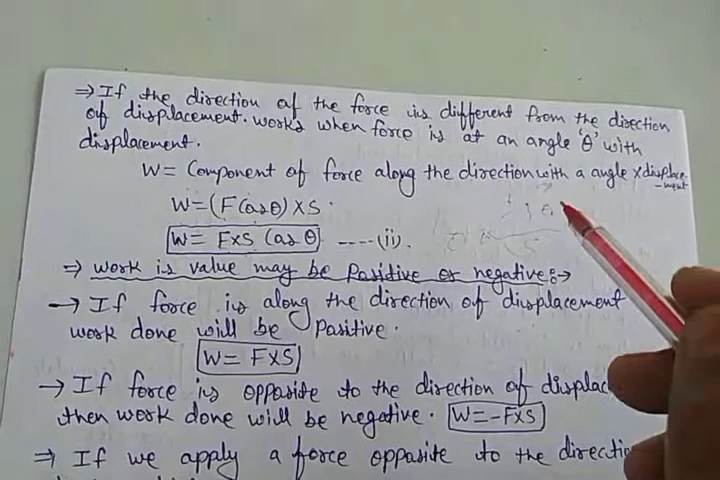 ⇒ If the direction of the force is different from the direction
of displacement. works when force is at an angle 'θ' with
displacement.
W = Component of force along the direction with a angle × displace-
-ment
W = (F Cos θ) × S.
W = F×S Cos θ ----(ii).
⇒ work is value may be Positive or negative:→
→ If force is along the direction of displacement
work done will be Positive.
W = F×S
→ If force is opposite to the direction of displac
then work done will be negative. W=-F×S
⇒ If we apply a force opposite to the directio